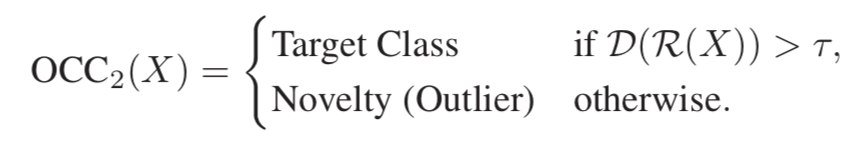 OCC₂(X) = { Target Class if 𝒟(ℛ(X)) > τ,
Novelty (Outlier) otherwise.